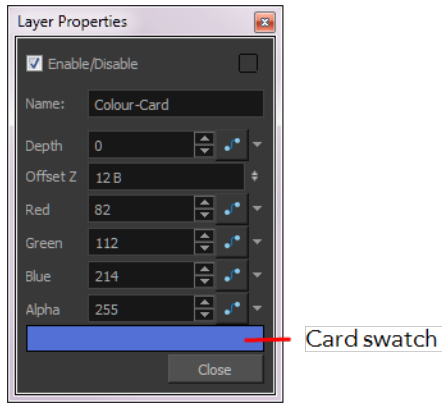 Layer Properties
Enable/Disable
Name: Colour-Card
Depth 0
Offset Z 12 B
Red 82
Green 112
Blue 214
Alpha 255
Card swatch
Close